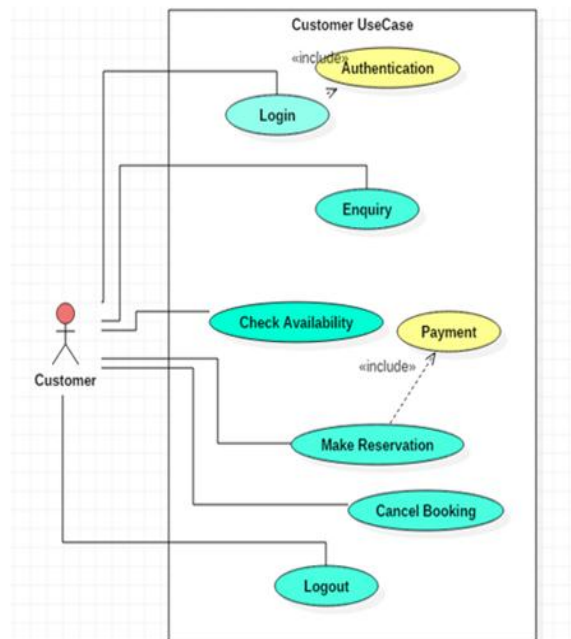 Customer UseCase
«include»
Authentication
Login
Enquiry
Check Availability
Payment
«include»
Customer
Make Reservation
Cancel Booking
Logout